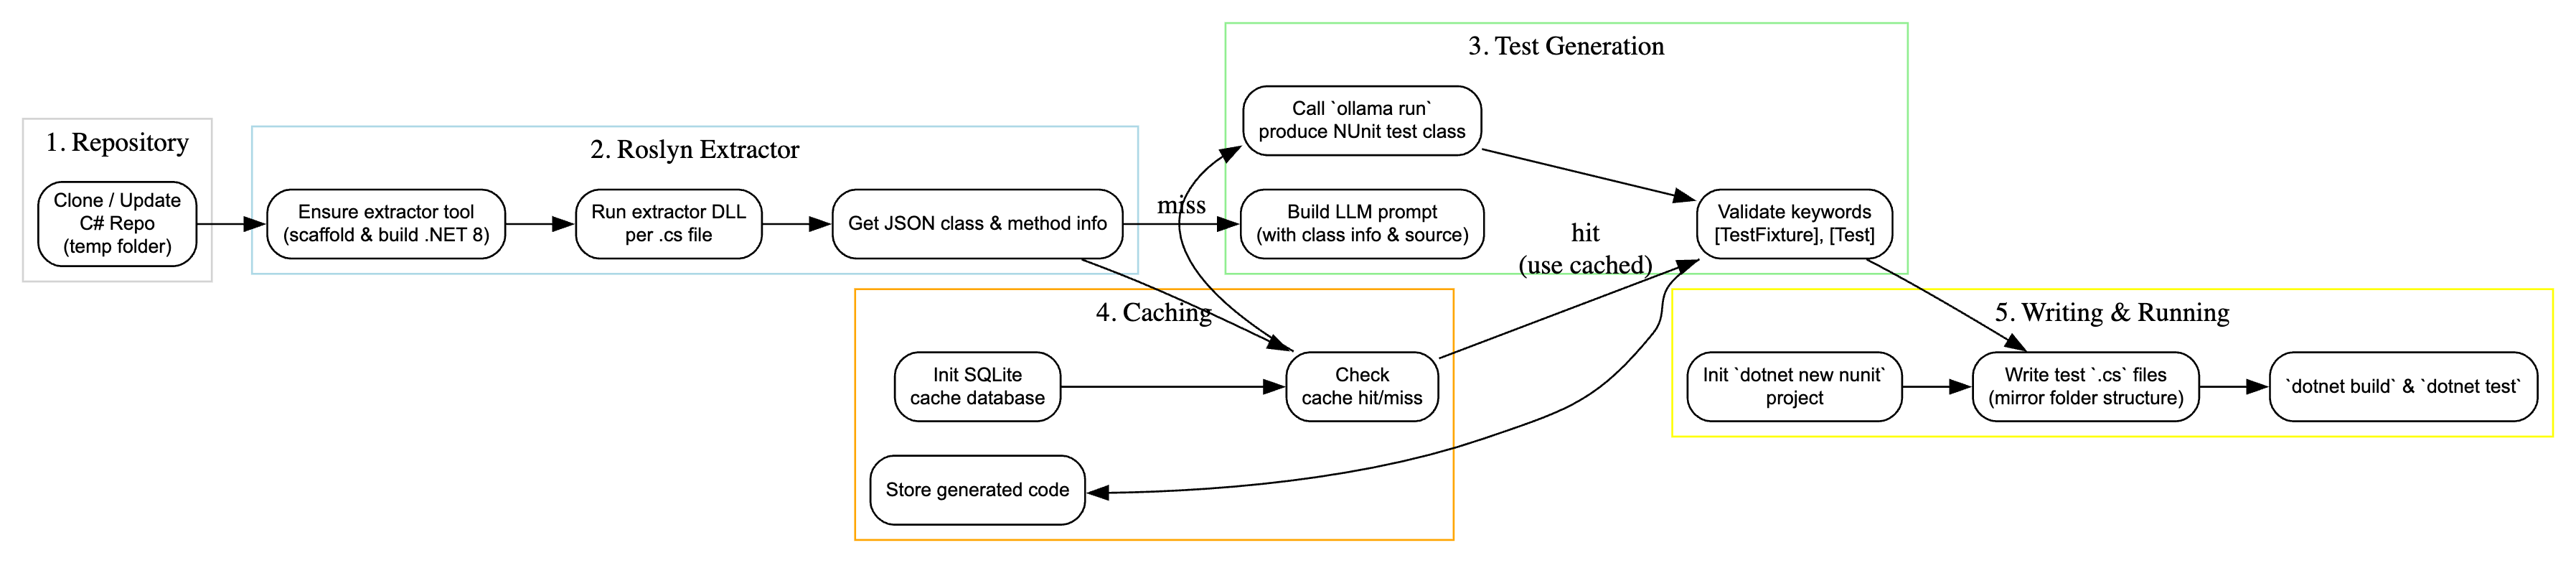 1. Repository
Clone / Update
C# Repo
(temp folder)
2. Roslyn Extractor
Ensure extractor tool
(scaffold & build .NET 8)
Run extractor DLL
per .cs file
Get JSON class & method info
miss
3. Test Generation
Call `ollama run`
produce NUnit test class
Build LLM prompt
(with class info & source)
hit
(use cached)
Validate keywords
[TestFixture], [Test]
4. Caching
Init SQLite
cache database
Check
cache hit/miss
Store generated code
5. Writing & Running
Init `dotnet new nunit`
project
Write test `.cs` files
(mirror folder structure)
`dotnet build` & `dotnet test`